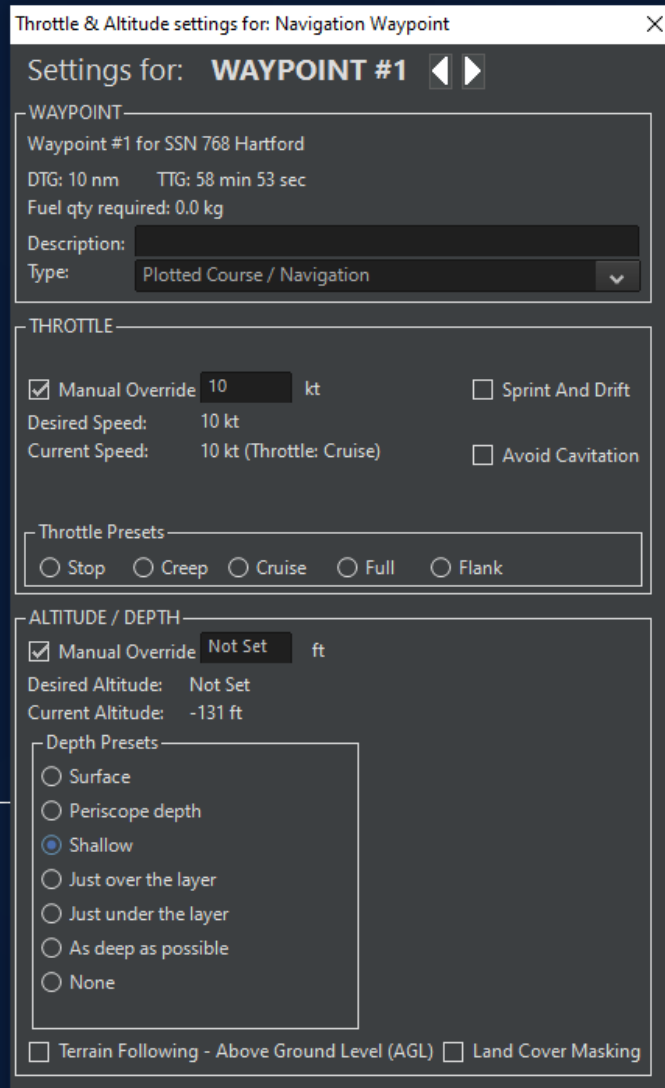 Throttle & Altitude settings for: Navigation Waypoint
Settings for: WAYPOINT #1
WAYPOINT
Waypoint #1 for SSN 768 Hartford
DTG: 10 nm TTG: 58 min 53 sec
Fuel qty required: 0.0 kg
Description:
Type: Plotted Course / Navigation
THROTTLE
Manual Override 10 kt Sprint And Drift
Desired Speed: 10 kt
Current Speed: 10 kt (Throttle: Cruise) Avoid Cavitation
Throttle Presets
Stop Creep Cruise Full Flank
ALTITUDE / DEPTH
Manual Override Not Set ft
Desired Altitude: Not Set
Current Altitude: -131 ft
Depth Presets
Surface
Periscope depth
Shallow
Just over the layer
Just under the layer
As deep as possible
None
Terrain Following - Above Ground Level (AGL) Land Cover Masking